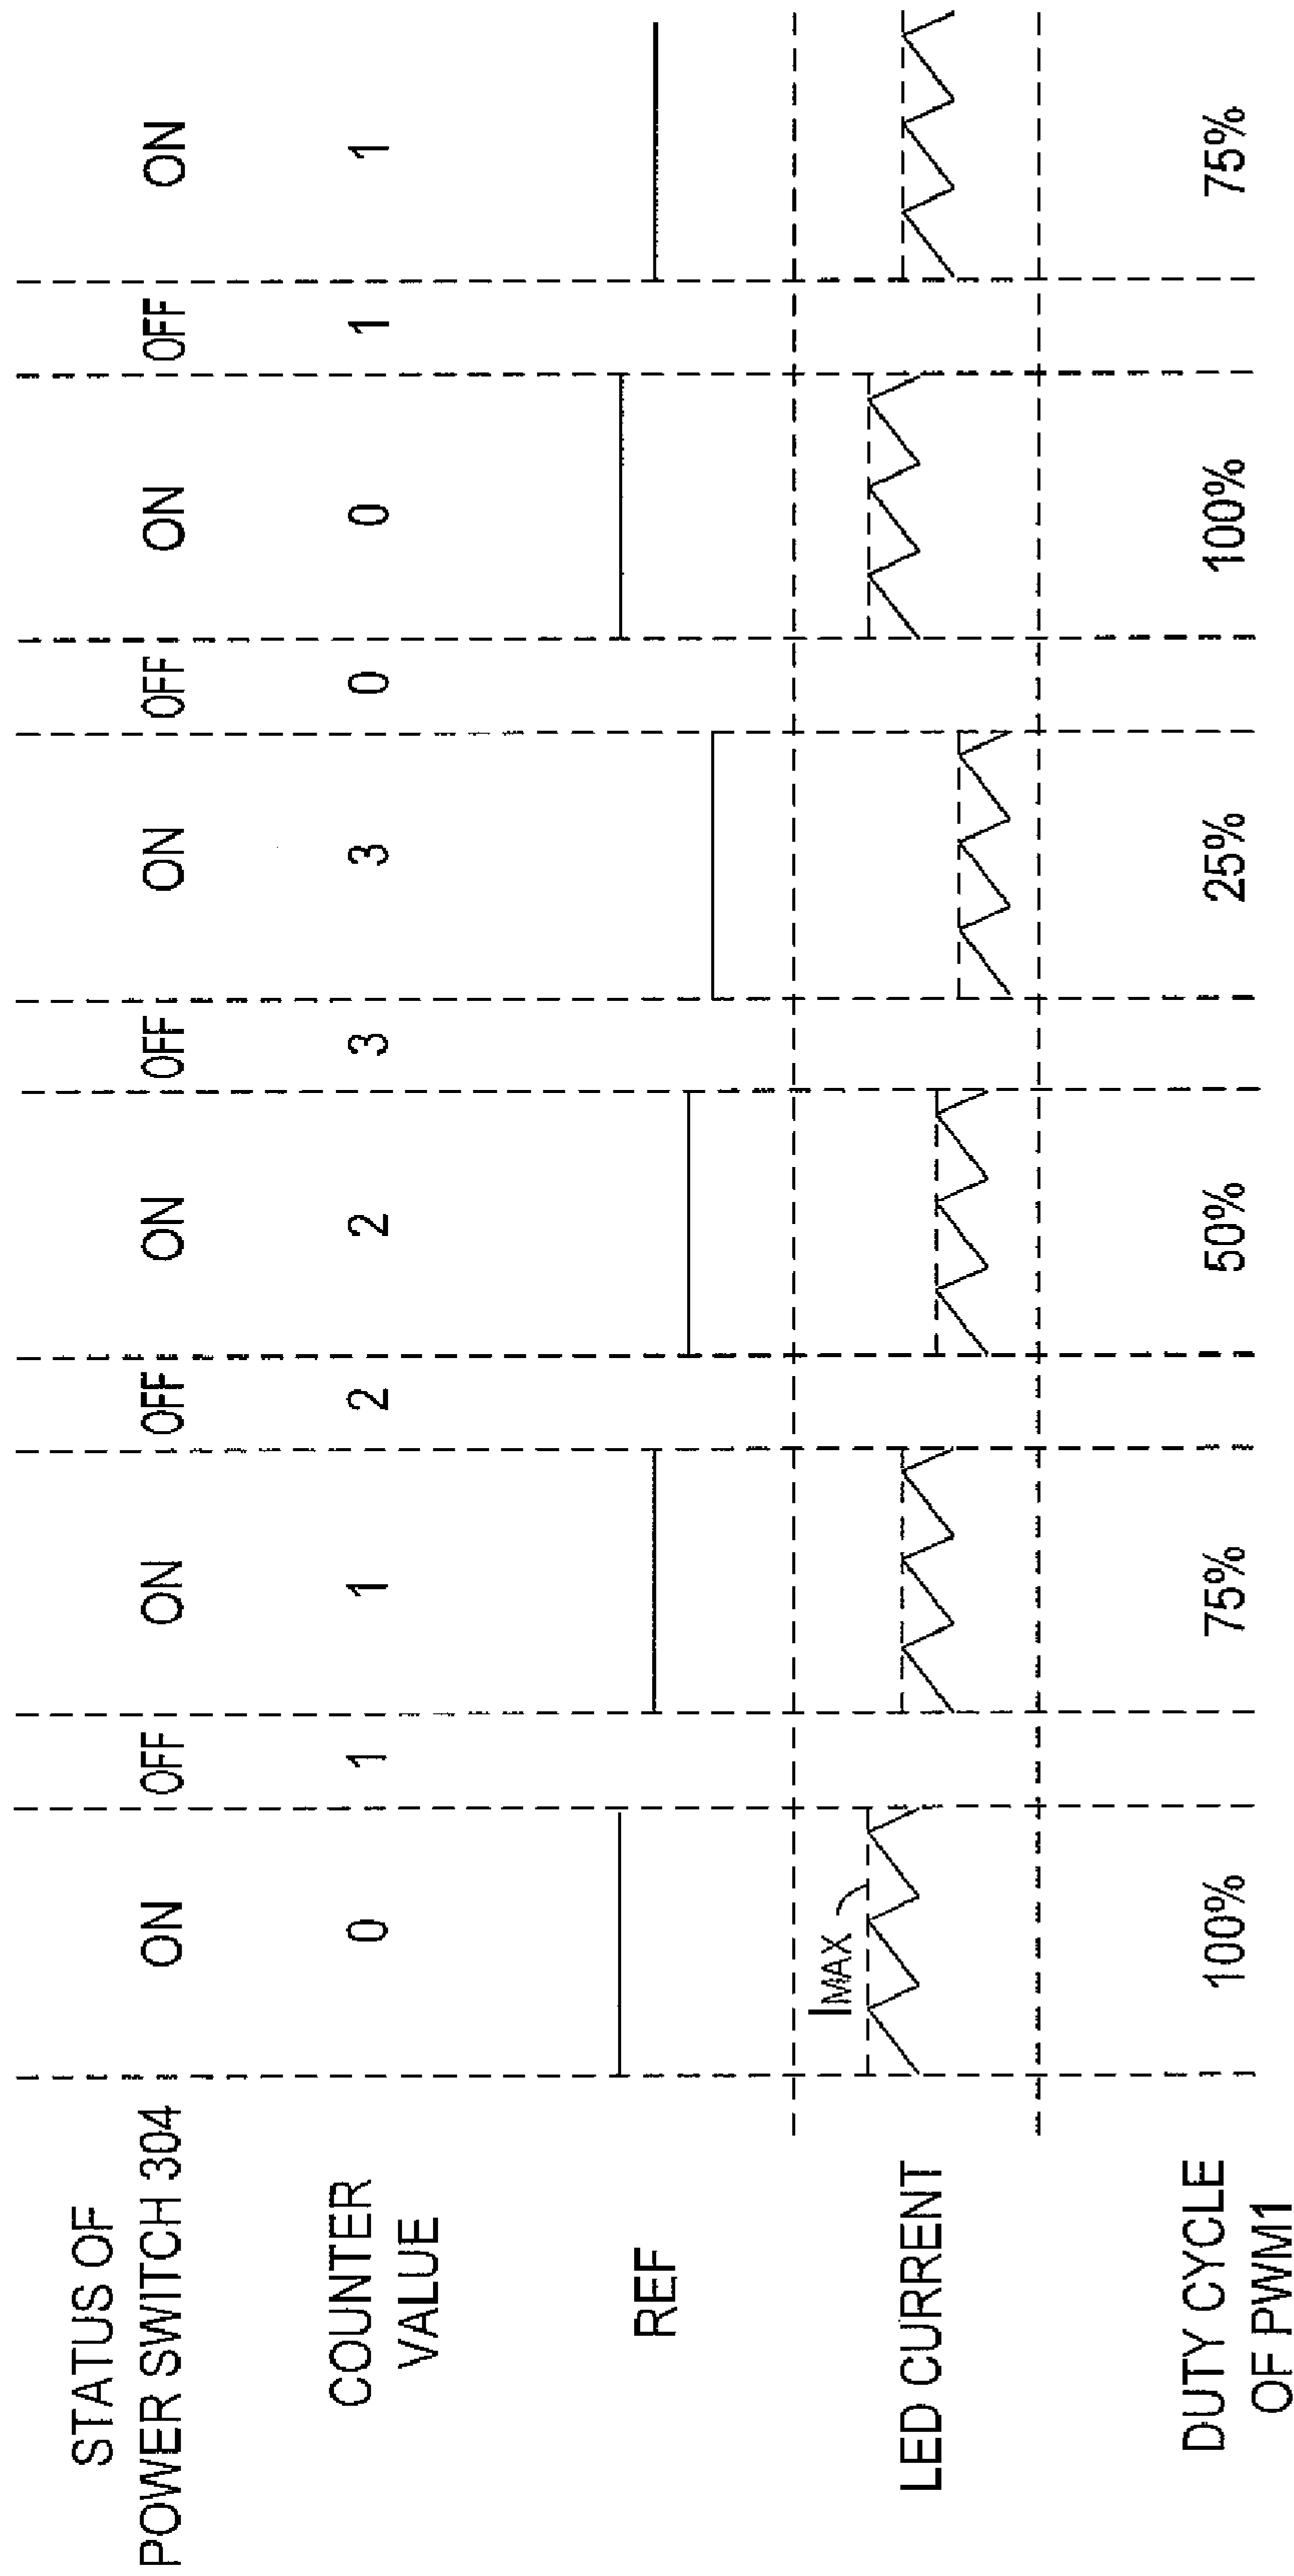 STATUS OF
POWER SWITCH 304
ON OFF ON OFF ON OFF ON OFF ON OFF ON
COUNTER
VALUE
0 1 1 2 2 3 3 0 0 1 1
REF
LED CURRENT
IMAX
DUTY CYCLE
OF PWM1
100% 75% 50% 25% 100% 75%